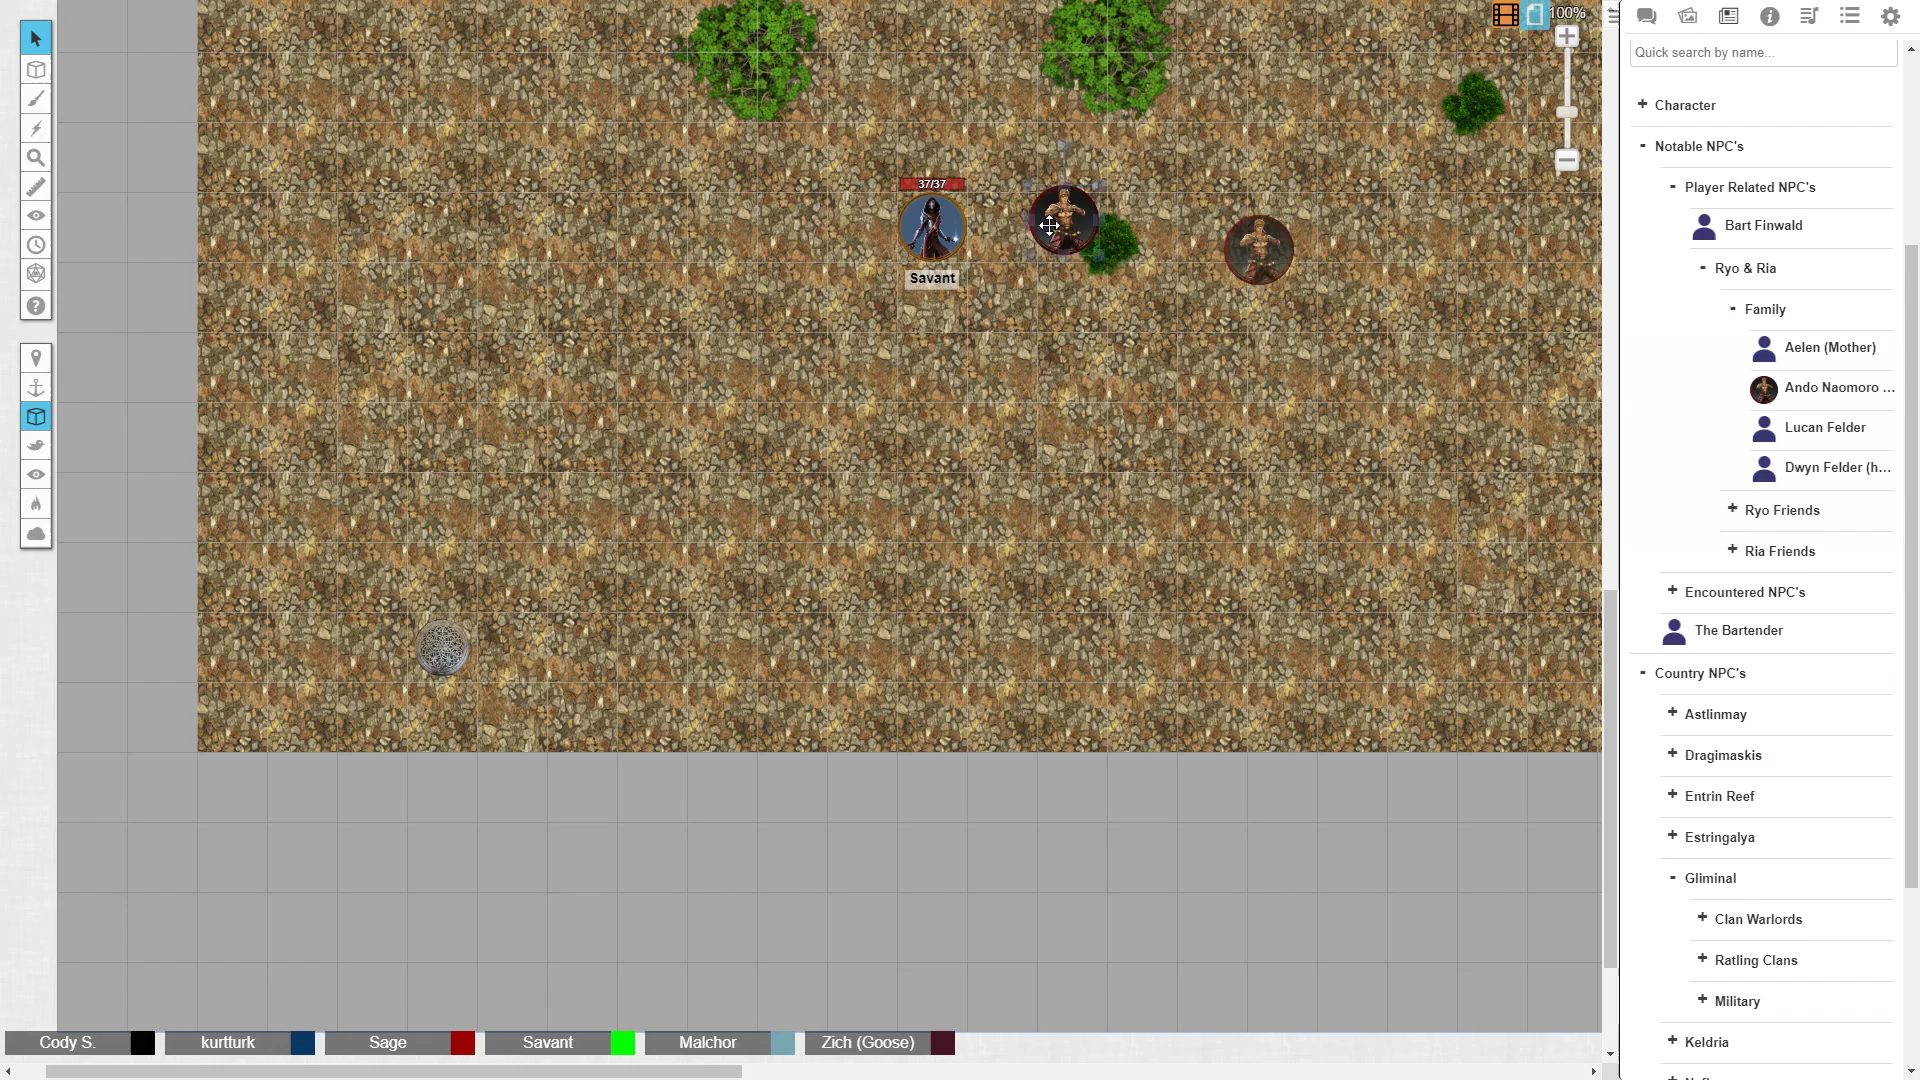 100%
Quick search by name...
Character
Notable NPC's
Player Related NPC's
37/37
Bart Finwald
Ryo & Ria
Savant
Family
Aelen (Mother)
Ando Naomoro ...
Lucan Felder
Dwyn Felder (h...
Ryo Friends
Ria Friends
Encountered NPC's
The Bartender
Country NPC's
Astlinmay
Dragimaskis
Entrin Reef
Estringalya
Gliminal
Clan Warlords
Ratling Clans
Military
Keldria
Cody S.
kurtturk
Sage
Savant
Malchor
Zich (Goose)